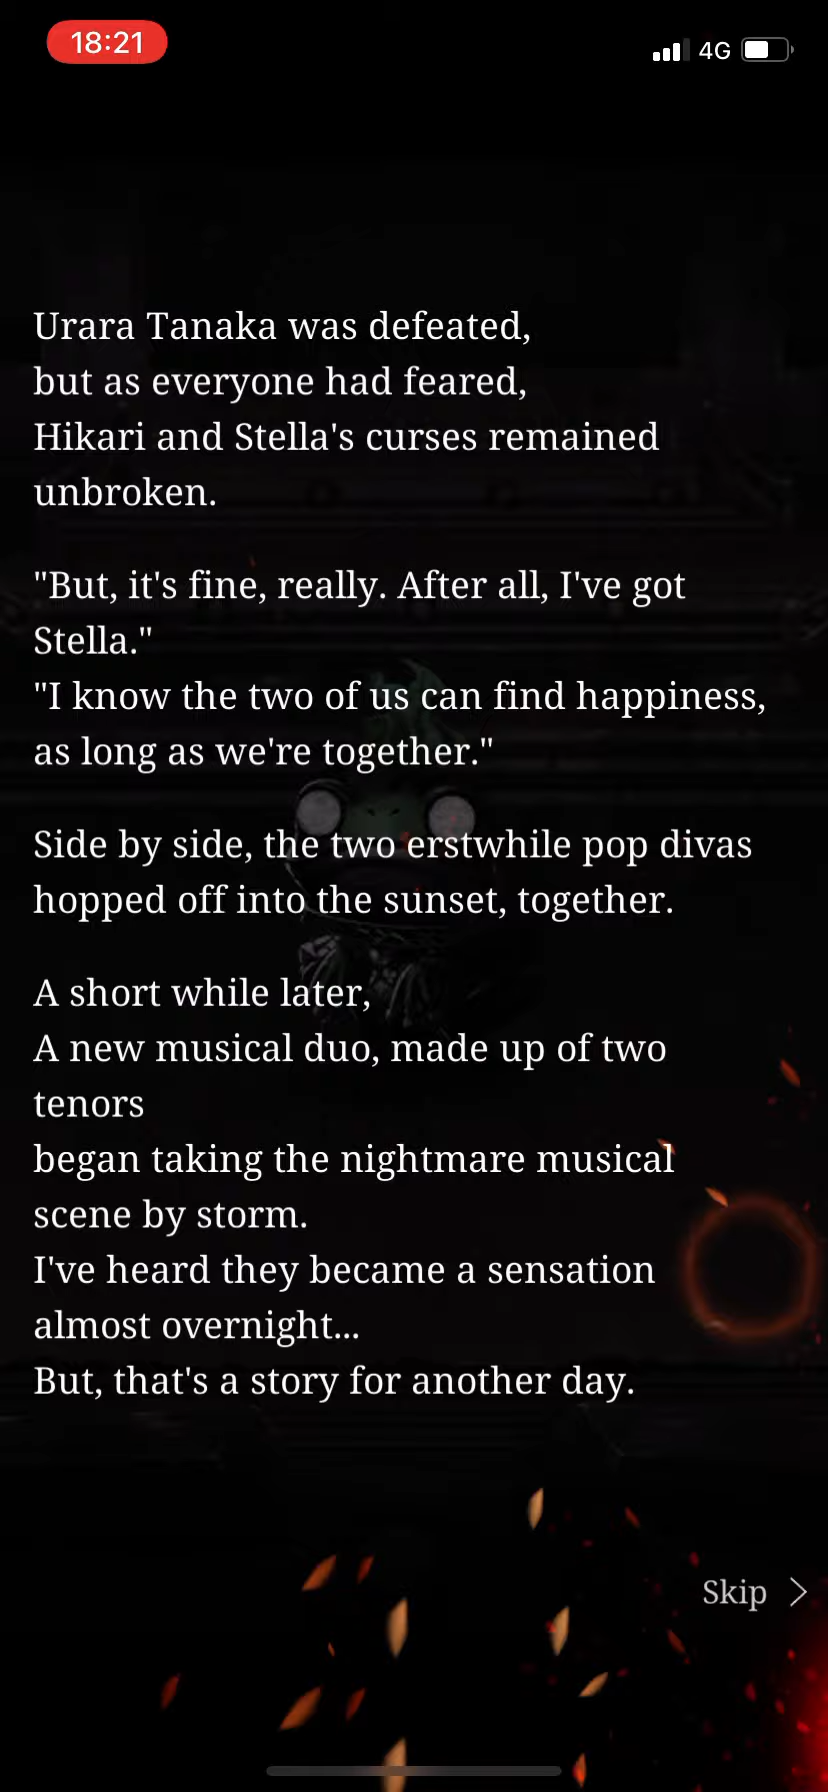 18:21
4G
Urara Tanaka was defeated,
but as everyone had feared,
Hikari and Stella's curses remained
unbroken.
"But, it's fine, really. After all, I've got
Stella."
"I know the two of us can find happiness,
as long as we're together."
Side by side, the two erstwhile pop divas
hopped off into the sunset, together.
A short while later,
A new musical duo, made up of two
tenors
began taking the nightmare musical
scene by storm.
I've heard they became a sensation
almost overnight...
But, that's a story for another day.
Skip